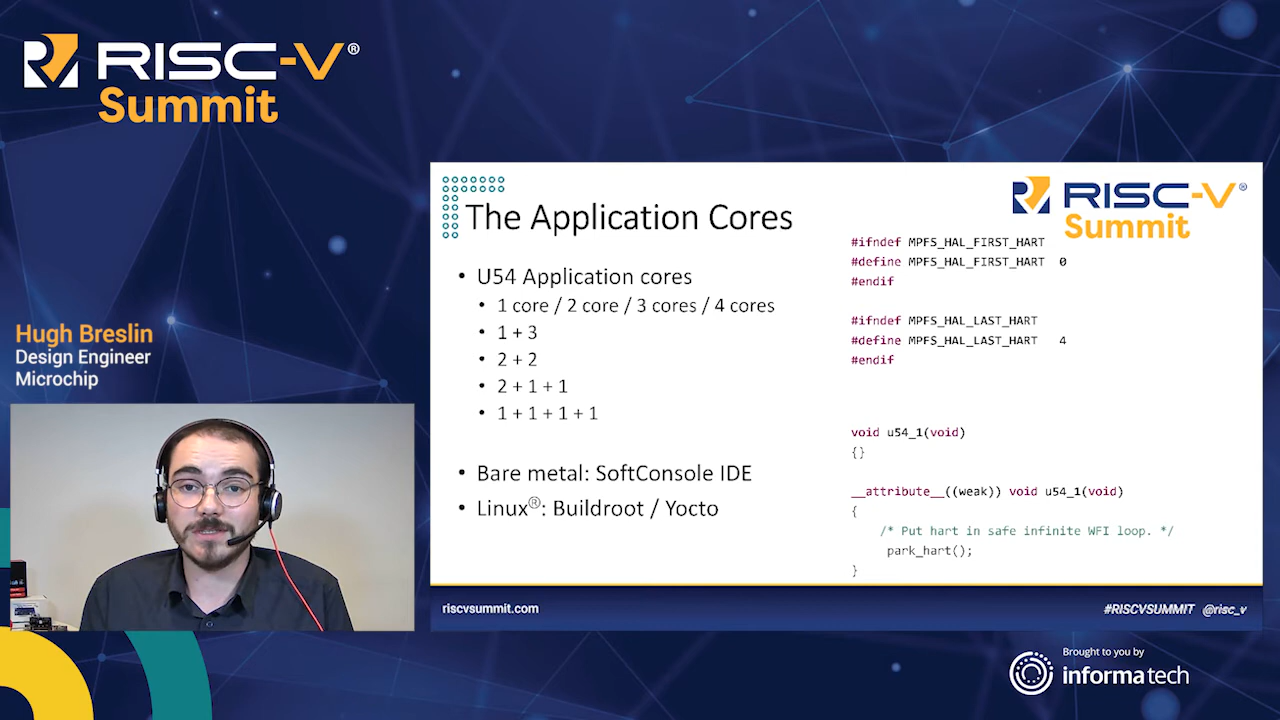 RISC-V®
Summit
Hugh Breslin
Design Engineer
Microchip
RISC-V®
Summit
The Application Cores
• U54 Application cores
• 1 core / 2 core / 3 cores / 4 cores
• 1 + 3
• 2 + 2
• 2 + 1 + 1
• 1 + 1 + 1 + 1
• Bare metal: SoftConsole IDE
• Linux®: Buildroot / Yocto
#ifndef MPFS_HAL_FIRST_HART
#define MPFS_HAL_FIRST_HART 0
#endif
#ifndef MPFS_HAL_LAST_HART
#define MPFS_HAL_LAST_HART 4
#endif
void u54_1(void)
{}
__attribute__((weak)) void u54_1(void)
{
/* Put hart in safe infinite WFI loop. */
park_hart();
}
riscvsummit.com
#RISCVSUMMIT @risc_v
Brought to you by
informa tech